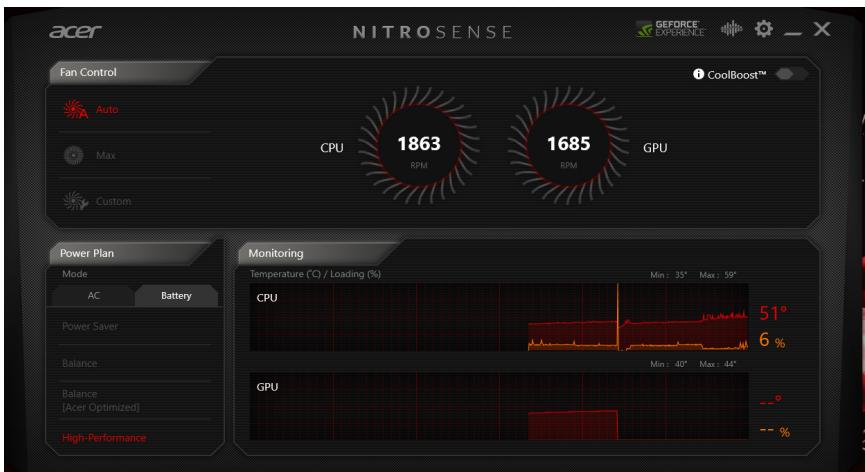 acer
NITROSENSE
GEFORCE
EXPERIENCE
Fan Control
CoolBoost™
Auto
Max
Custom
CPU
1863
RPM
1685
RPM
GPU
Power Plan
Mode
AC Battery
Power Saver
Balance
Balance
[Acer Optimized]
High-Performance
Monitoring
Temperature (°C) / Loading (%)
Min : 35° Max : 59°
CPU
51°
6 %
Min : 40° Max : 44°
GPU
--°
-- %